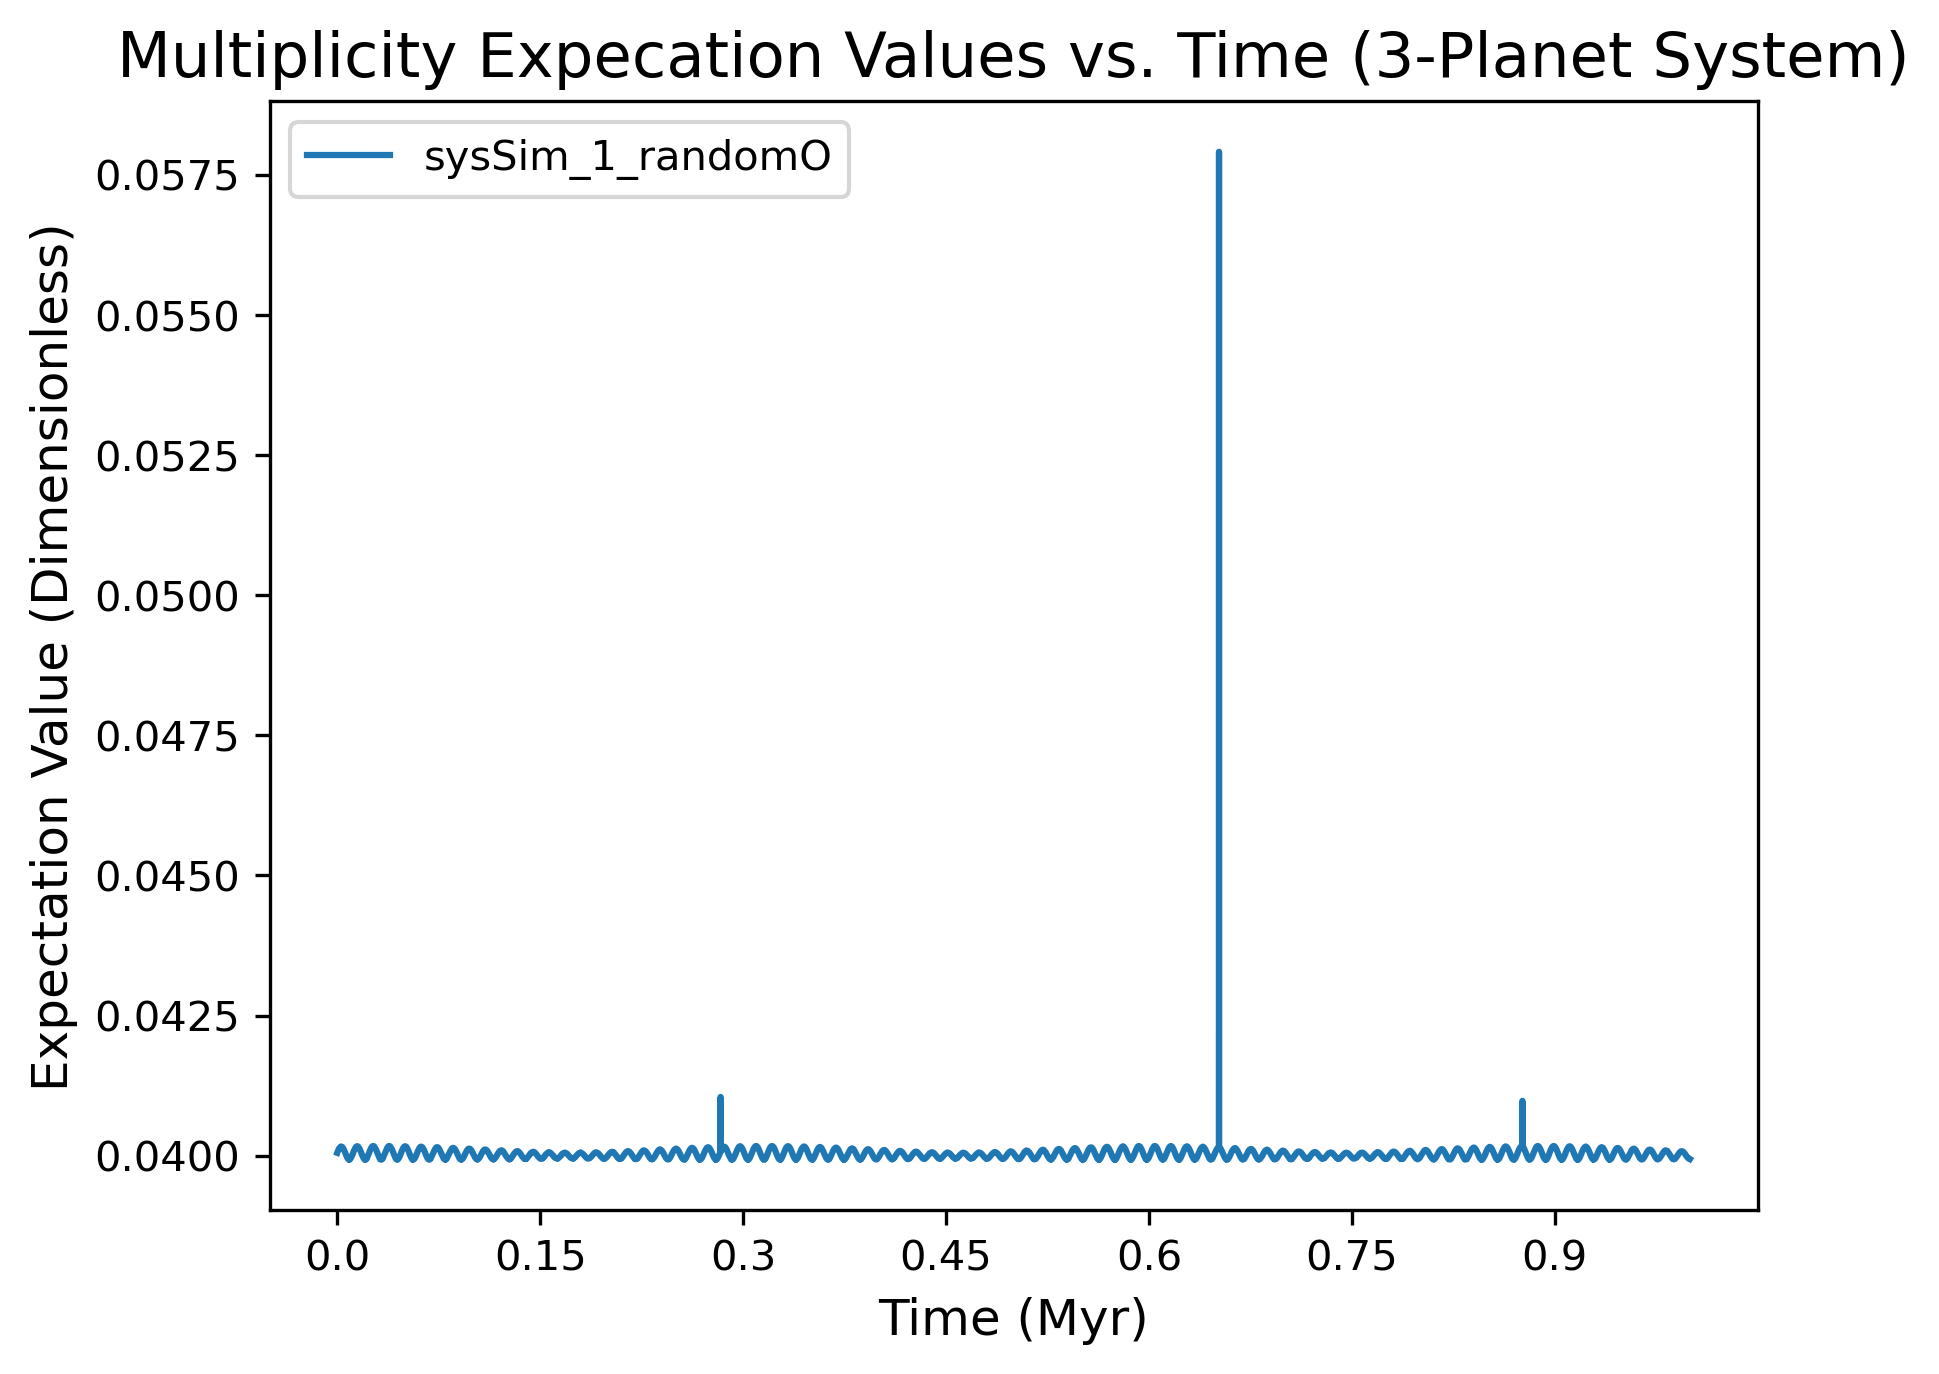 Multiplicity Expecation Values vs. Time (3-Planet System)
sysSim_1_randomO
Expectation Value (Dimensionless)
0.0575
0.0550
0.0525
0.0500
0.0475
0.0450
0.0425
0.0400
0.0 0.15 0.3 0.45 0.6 0.75 0.9
Time (Myr)